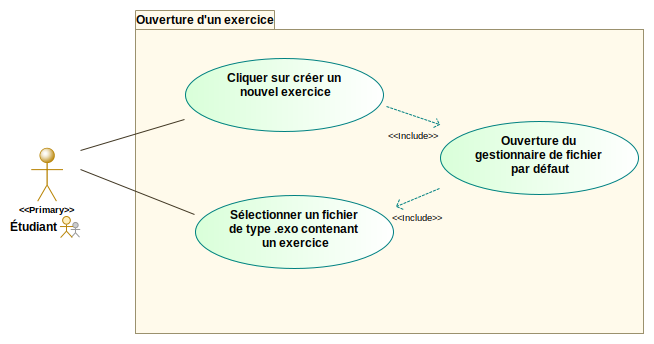 Ouverture d'un exercice
Cliquer sur créer un
nouvel exercice
<<Include>>
Ouverture du
gestionnaire de fichier
par défaut
<<Primary>>
Étudiant
Sélectionner un fichier
de type .exo contenant
un exercice
<<Include>>